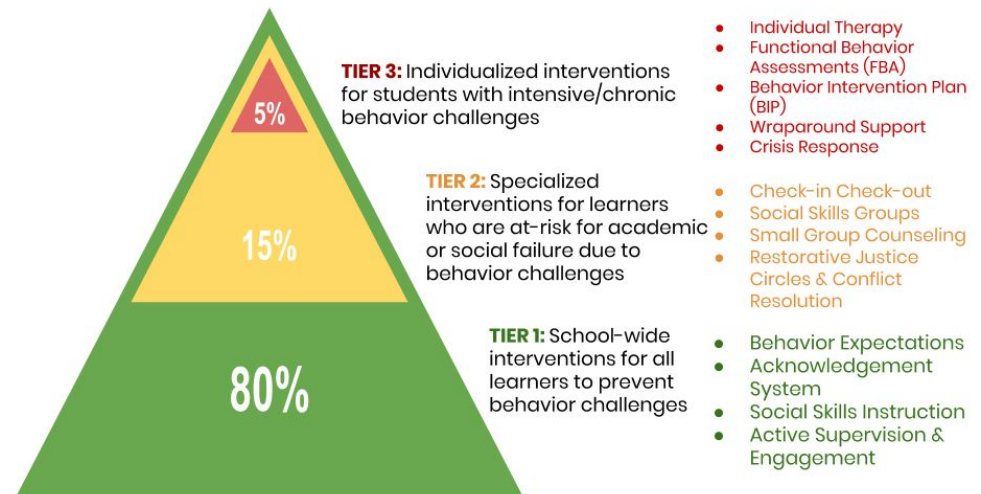 5%
15%
80%
TIER 3: Individualized interventions
for students with intensive/chronic
behavior challenges
TIER 2: Specialized
interventions for learners
who are at-risk for academic
or social failure due to
behavior challenges
TIER 1: School-wide
interventions for all
learners to prevent
behavior challenges
● Individual Therapy
● Functional Behavior
Assessments (FBA)
● Behavior Intervention Plan
(BIP)
● Wraparound Support
● Crisis Response
● Check-in Check-out
● Social Skills Groups
● Small Group Counseling
● Restorative Justice
Circles & Conflict
Resolution
● Behavior Expectations
● Acknowledgement
System
● Social Skills Instruction
● Active Supervision &
Engagement